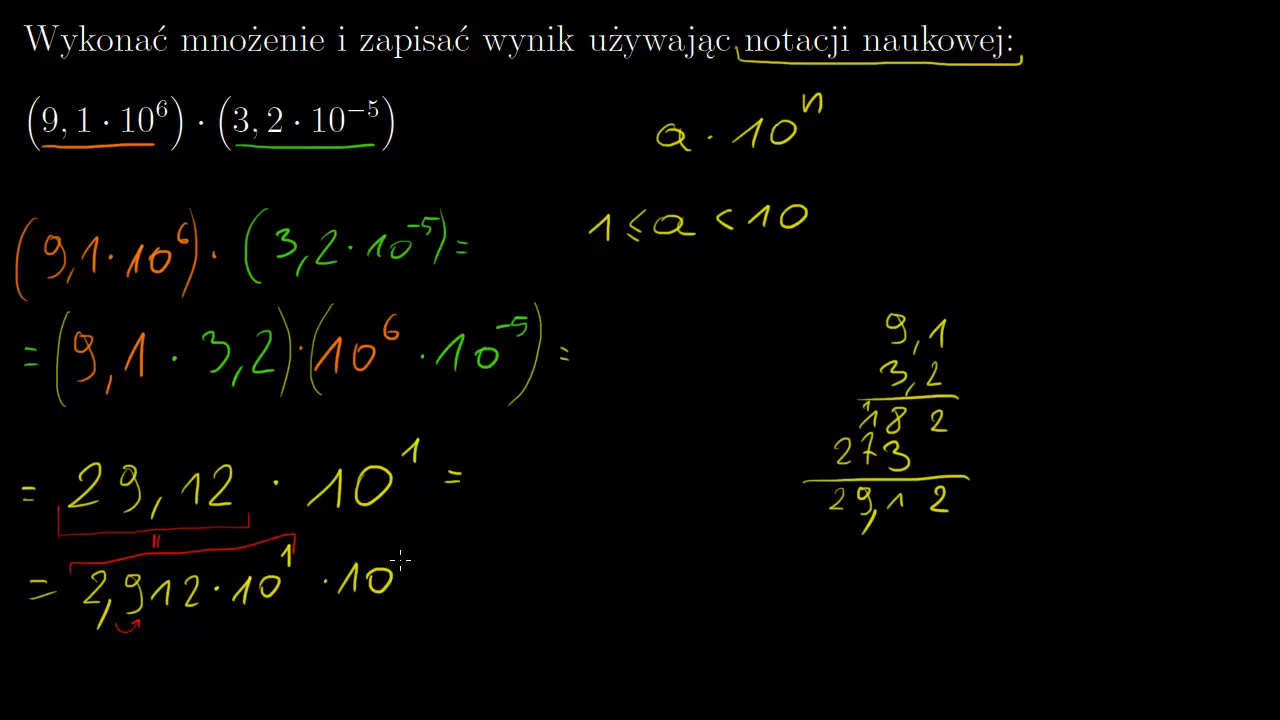 Wykonać mnożenie i zapisać wynik używając notacji naukowej:
(9,1 · 10⁶) · (3,2 · 10⁻⁵)
a · 10ⁿ
1 ≤ a < 10
(9,1 · 10⁶) · (3,2 · 10⁻⁵) =
= (9,1 · 3,2) · (10⁶ · 10⁻⁵) =
= 29,12 · 10¹ =
= 2,912 · 10¹ · 10
9,1
3,2
1
182
273
29,12